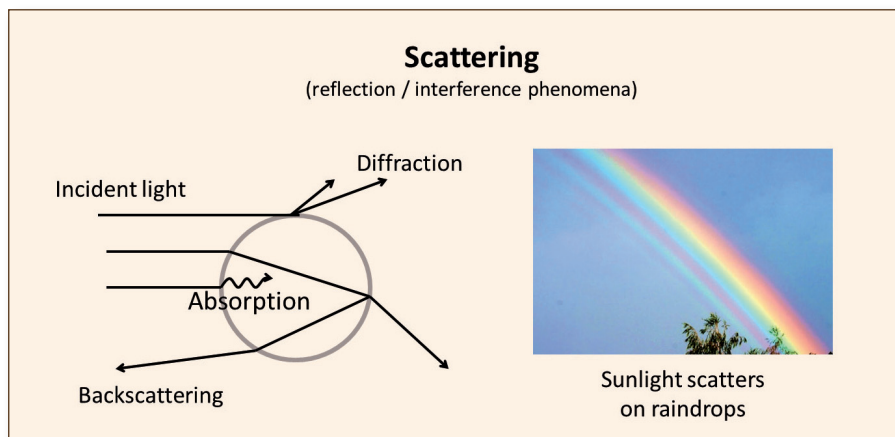 Scattering
(reflection / interference phenomena)
Diffraction
Incident light
Absorption
Backscattering
Sunlight scatters
on raindrops